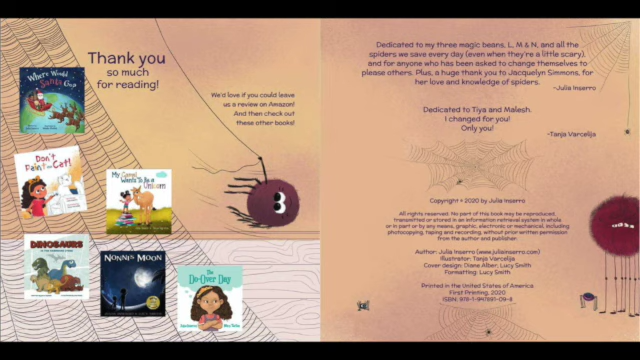 Thank you
so much
for reading!
We'd love if you could leave
us a review on Amazon!
And then check out
these other books!
Where Would
Santa Go?
Don't
Paint the Cat!
My Camel
Wants To Be a
Unicorn
DINOSAURS
NONNI'S MOON
The
Do-Over Day
Dedicated to my three magic beans, L, M & N, and all the
spiders we save every day (even when they're a little scary),
and for anyone who has been asked to change themselves to
please others. Plus, a huge thank you to Jacquelyn Simmons, for
her love and knowledge of spiders.
-Julia Inserro
Dedicated to Tiya and Malesh.
I changed for you!
Only you!
-Tanja Varcelija
Copyright © 2020 by Julia Inserro
All rights reserved. No part of this book may be reproduced,
transmitted or stored in an information retrieval system in whole
or in part or by any means, graphic, electronic or mechanical, including
photocopying, taping and recording, without prior written permission
from the author and publisher.
Author: Julia Inserro (www.juliainserro.com)
Illustrator: Tanja Varcelija
Cover design: Diane Alber, Lucy Smith
Formatting: Lucy Smith
Printed in the United States of America.
First Printing, 2020
ISBN: 978-1-947891-09-8